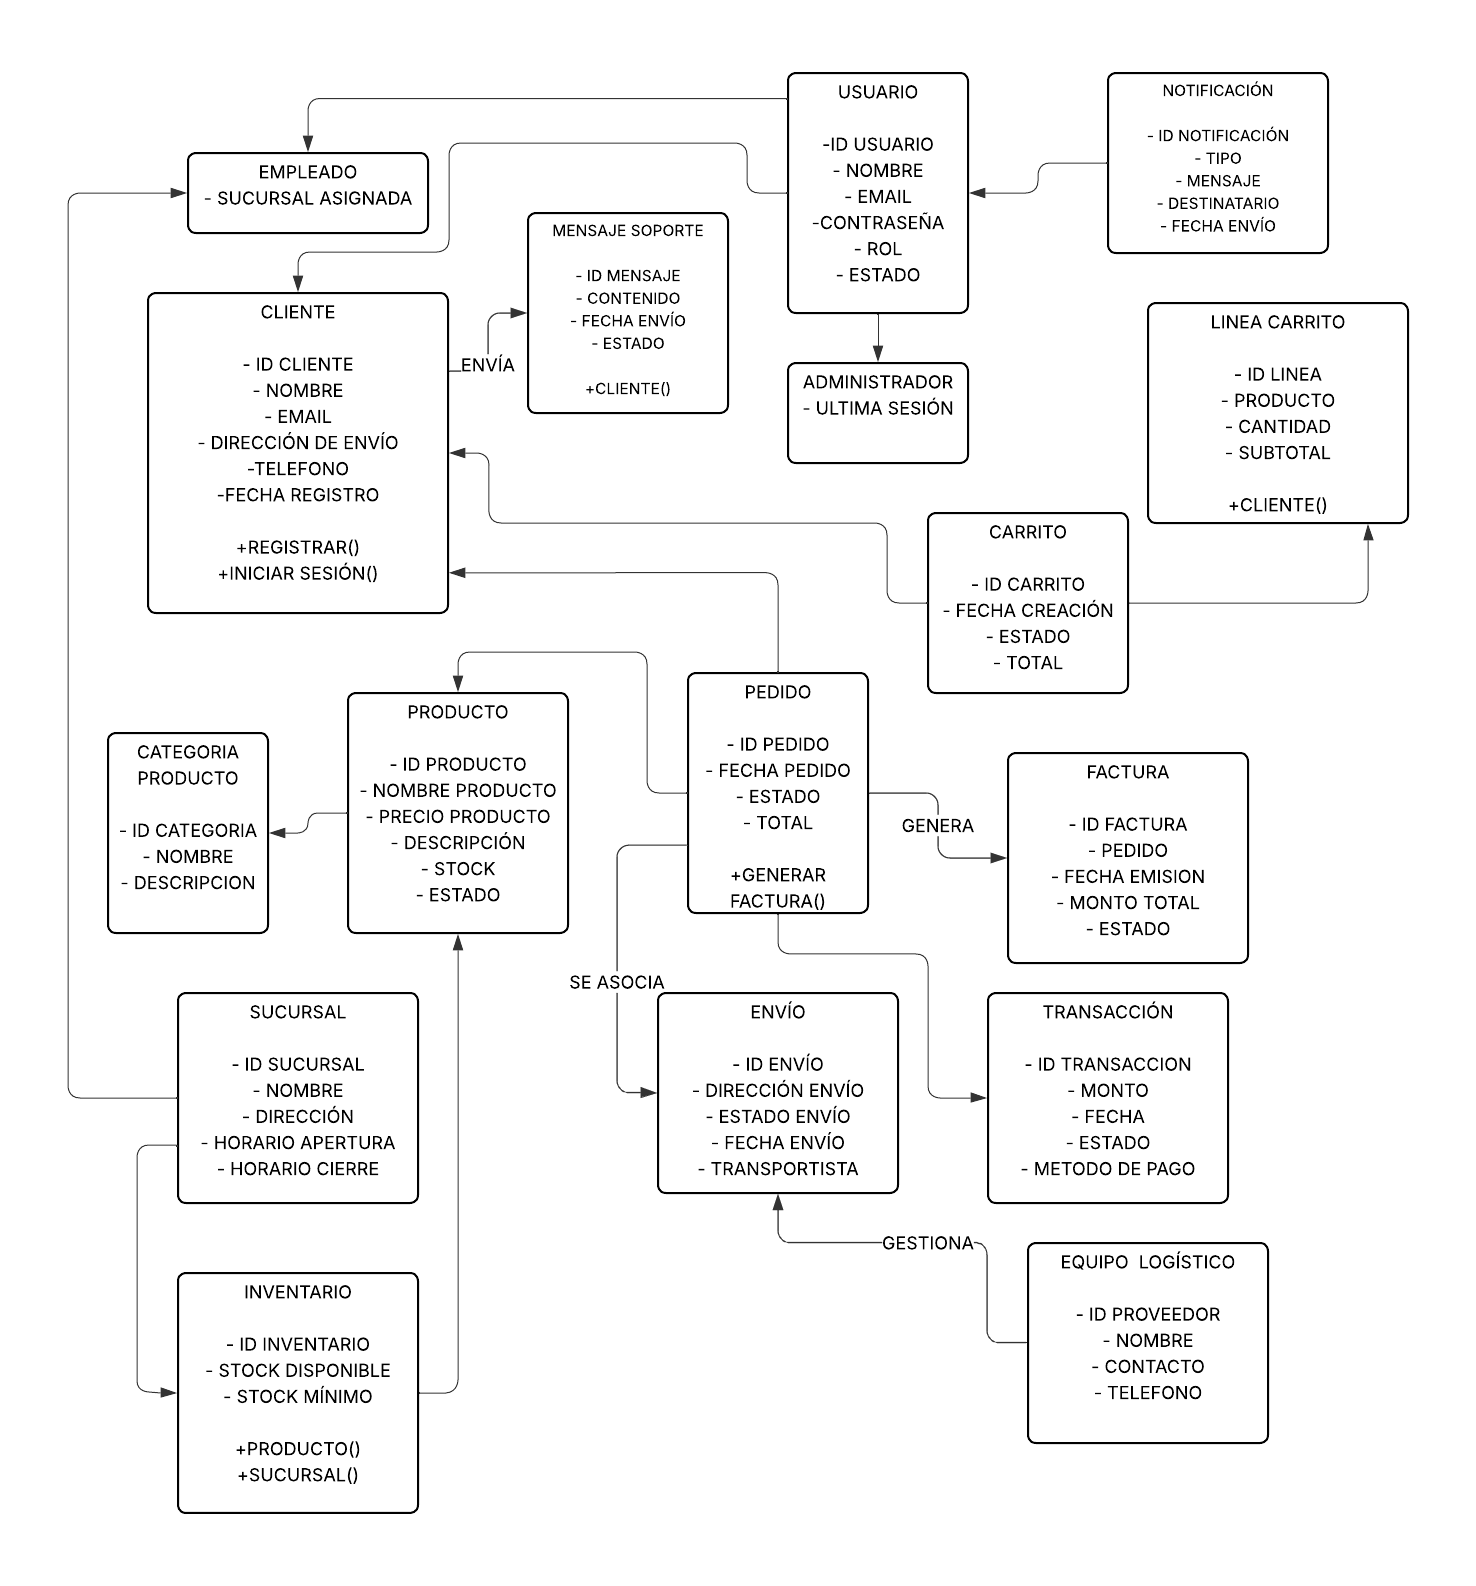 USUARIO
-ID USUARIO
- NOMBRE
- EMAIL
-CONTRASEÑA
- ROL
- ESTADO
NOTIFICACIÓN
- ID NOTIFICACIÓN
- TIPO
- MENSAJE
- DESTINATARIO
- FECHA ENVÍO
EMPLEADO
- SUCURSAL ASIGNADA
MENSAJE SOPORTE
- ID MENSAJE
- CONTENIDO
- FECHA ENVÍO
- ESTADO
+CLIENTE()
CLIENTE
- ID CLIENTE
- NOMBRE
- EMAIL
- DIRECCIÓN DE ENVÍO
-TELEFONO
-FECHA REGISTRO
+REGISTRAR()
+INICIAR SESIÓN()
ENVÍA
ADMINISTRADOR
- ULTIMA SESIÓN
LINEA CARRITO
- ID LINEA
- PRODUCTO
- CANTIDAD
- SUBTOTAL
+CLIENTE()
CARRITO
- ID CARRITO
- FECHA CREACIÓN
- ESTADO
- TOTAL
PEDIDO
- ID PEDIDO
- FECHA PEDIDO
- ESTADO
- TOTAL
+GENERAR
FACTURA()
PRODUCTO
- ID PRODUCTO
- NOMBRE PRODUCTO
- PRECIO PRODUCTO
- DESCRIPCIÓN
- STOCK
- ESTADO
CATEGORIA
PRODUCTO
- ID CATEGORIA
- NOMBRE
- DESCRIPCION
GENERA
FACTURA
- ID FACTURA
- PEDIDO
- FECHA EMISION
- MONTO TOTAL
- ESTADO
SE ASOCIA
SUCURSAL
- ID SUCURSAL
- NOMBRE
- DIRECCIÓN
- HORARIO APERTURA
- HORARIO CIERRE
ENVÍO
- ID ENVÍO
- DIRECCIÓN ENVÍO
- ESTADO ENVÍO
- FECHA ENVÍO
- TRANSPORTISTA
TRANSACCIÓN
- ID TRANSACCION
- MONTO
- FECHA
- ESTADO
- METODO DE PAGO
GESTIONA
INVENTARIO
- ID INVENTARIO
- STOCK DISPONIBLE
- STOCK MÍNIMO
+PRODUCTO()
+SUCURSAL()
EQUIPO LOGÍSTICO
- ID PROVEEDOR
- NOMBRE
- CONTACTO
- TELEFONO